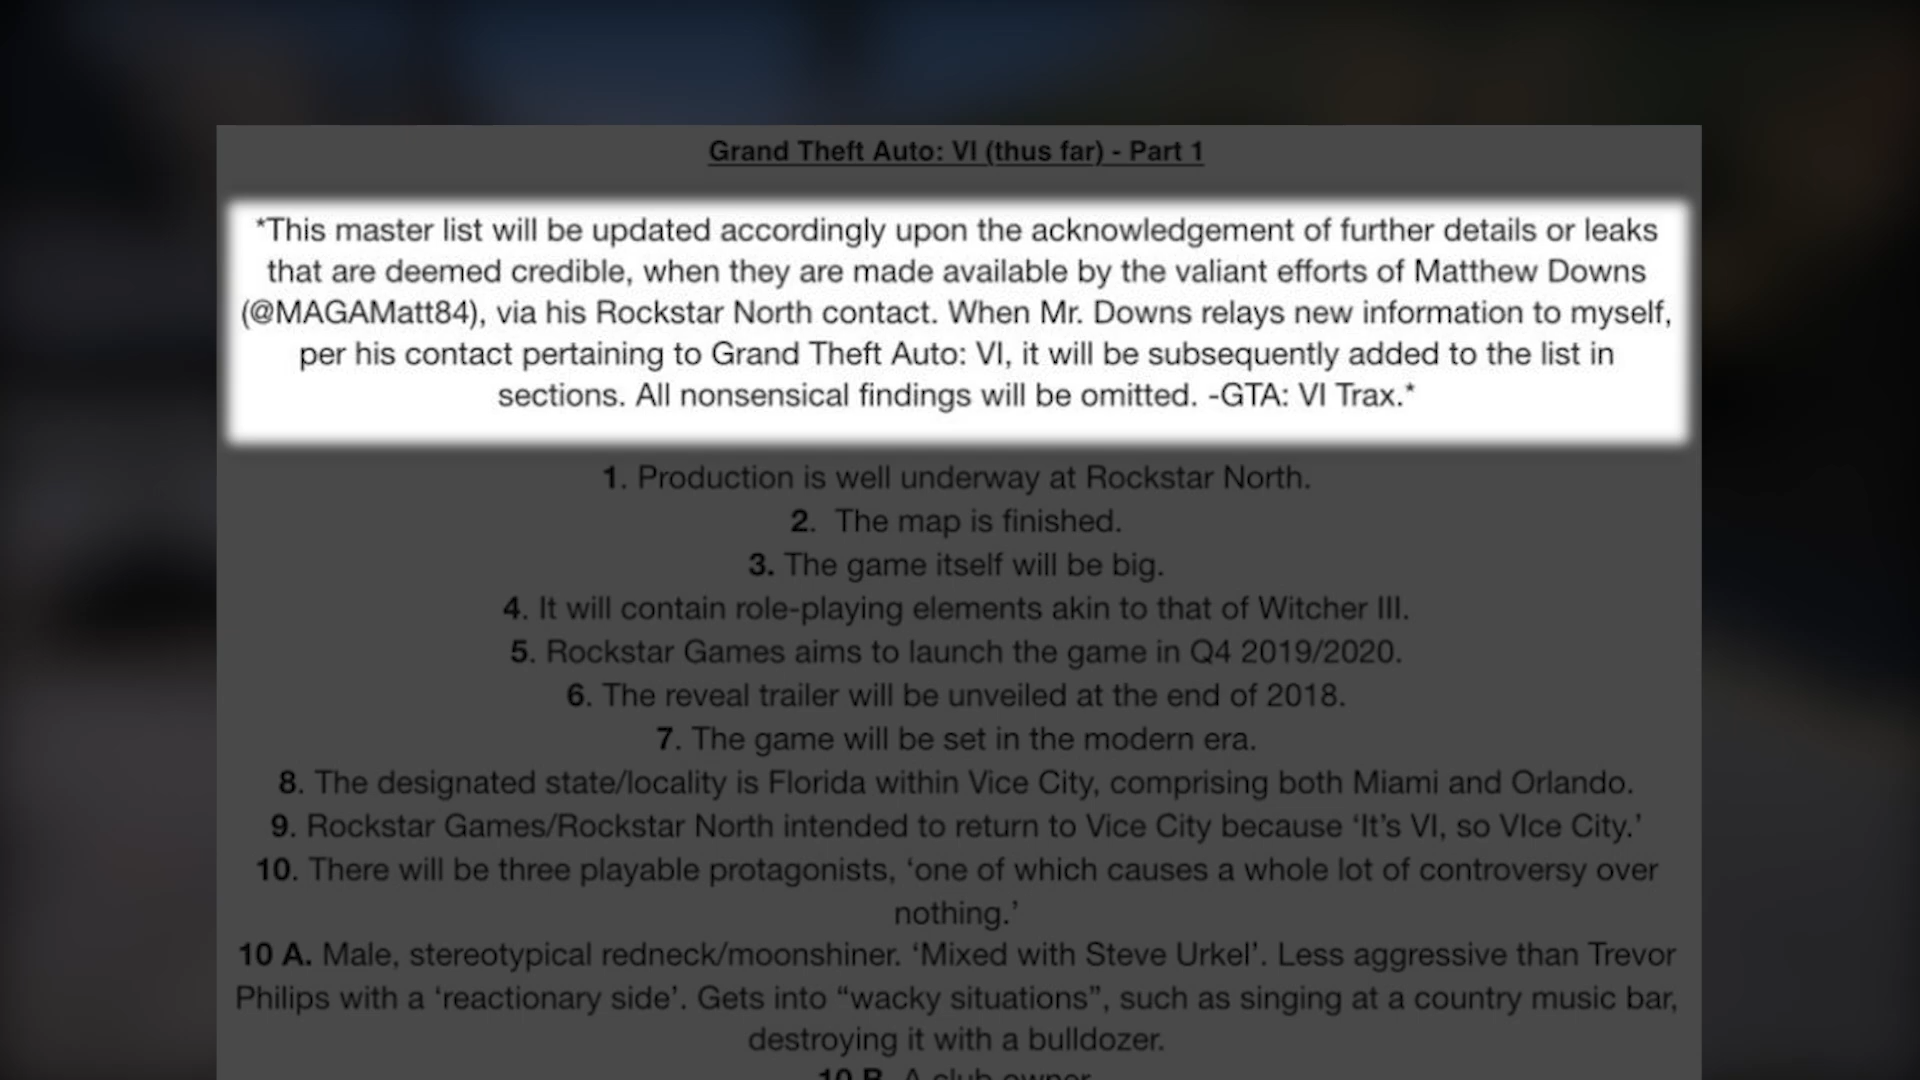 Grand Theft Auto: VI (thus far) - Part 1
*This master list will be updated accordingly upon the acknowledgement of further details or leaks
that are deemed credible, when they are made available by the valiant efforts of Matthew Downs
(@MAGAMatt84), via his Rockstar North contact. When Mr. Downs relays new information to myself,
per his contact pertaining to Grand Theft Auto: VI, it will be subsequently added to the list in
sections. All nonsensical findings will be omitted. -GTA: VI Trax.*
1. Production is well underway at Rockstar North.
2. The map is finished.
3. The game itself will be big.
4. It will contain role-playing elements akin to that of Witcher III.
5. Rockstar Games aims to launch the game in Q4 2019/2020.
6. The reveal trailer will be unveiled at the end of 2018.
7. The game will be set in the modern era.
8. The designated state/locality is Florida within Vice City, comprising both Miami and Orlando.
9. Rockstar Games/Rockstar North intended to return to Vice City because ‘It’s VI, so VIce City.’
10. There will be three playable protagonists, ‘one of which causes a whole lot of controversy over
nothing.’
10 A. Male, stereotypical redneck/moonshiner. ‘Mixed with Steve Urkel’. Less aggressive than Trevor
Philips with a ‘reactionary side’. Gets into “wacky situations”, such as singing at a country music bar,
destroying it with a bulldozer.
10 B. A club owner